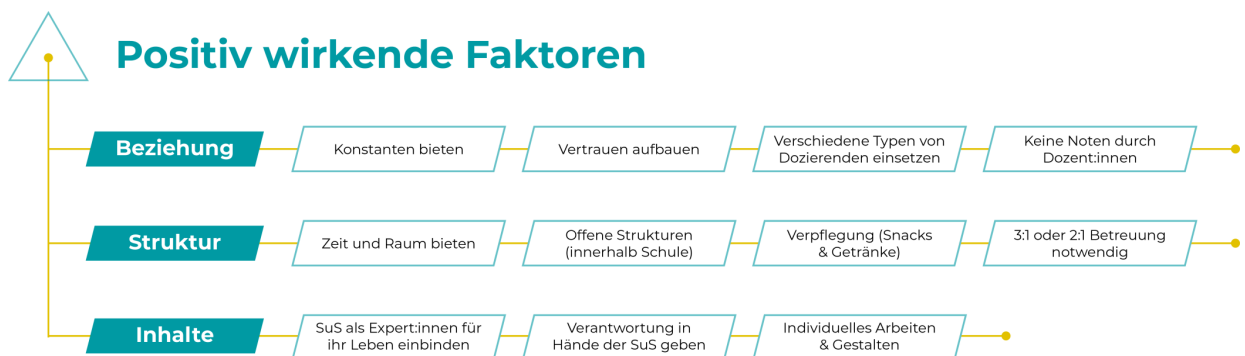 Positiv wirkende Faktoren
Beziehung
Konstanten bieten
Vertrauen aufbauen
Verschiedene Typen von
Dozierenden einsetzen
Keine Noten durch
Dozent:innen
Struktur
Zeit und Raum bieten
Offene Strukturen
(innerhalb Schule)
Verpflegung (Snacks
& Getränke)
3:1 oder 2:1 Betreuung
notwendig
Inhalte
SuS als Expert:innen für
ihr Leben einbinden
Verantwortung in
Hände der SuS geben
Individuelles Arbeiten
& Gestalten